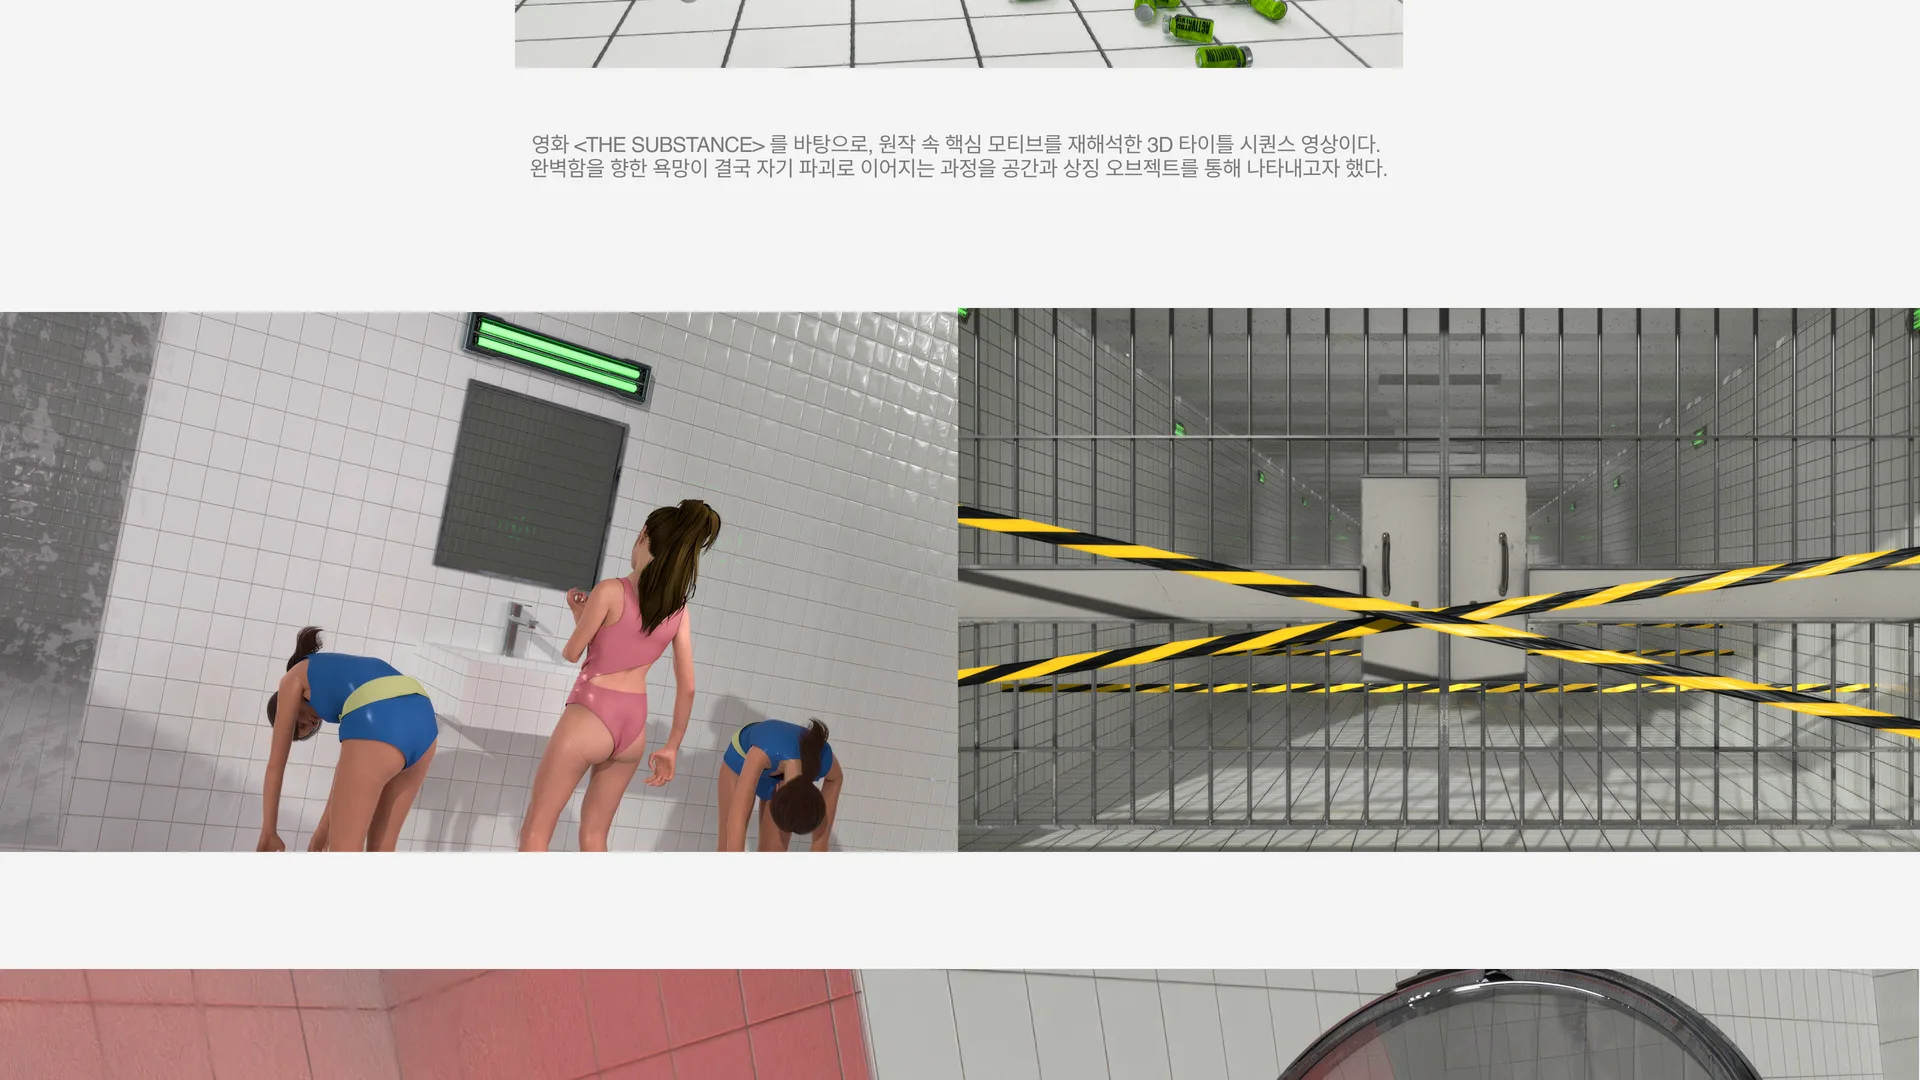 ACTIVATOR
영화 <THE SUBSTANCE> 를 바탕으로, 원작 속 핵심 모티브를 재해석한 3D 타이틀 시퀀스 영상이다.
완벽함을 향한 욕망이 결국 자기 파괴로 이어지는 과정을 공간과 상징 오브젝트를 통해 나타내고자 했다.